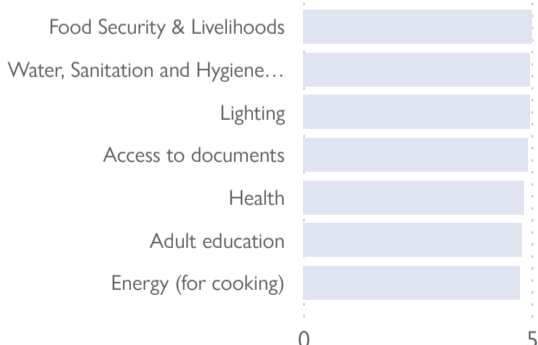 Food Security & Livelihoods
Water, Sanitation and Hygiene…
Lighting
Access to documents
Health
Adult education
Energy (for cooking)
0 5